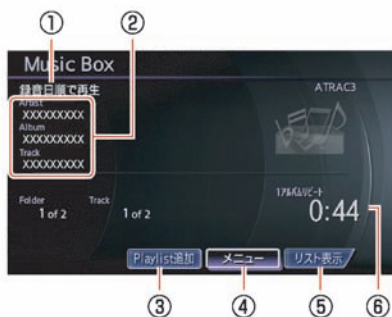 ① ②
Music Box
録音日順で再生
ATRAC3
Artist
XXXXXXXXX
Album
XXXXXXXXX
Track
XXXXXXXXX
Folder Track
1 of 2 1 of 2
1アルバムリピート
0:44
Playlist追加 メニュー リスト表示
③ ④ ⑤ ⑥